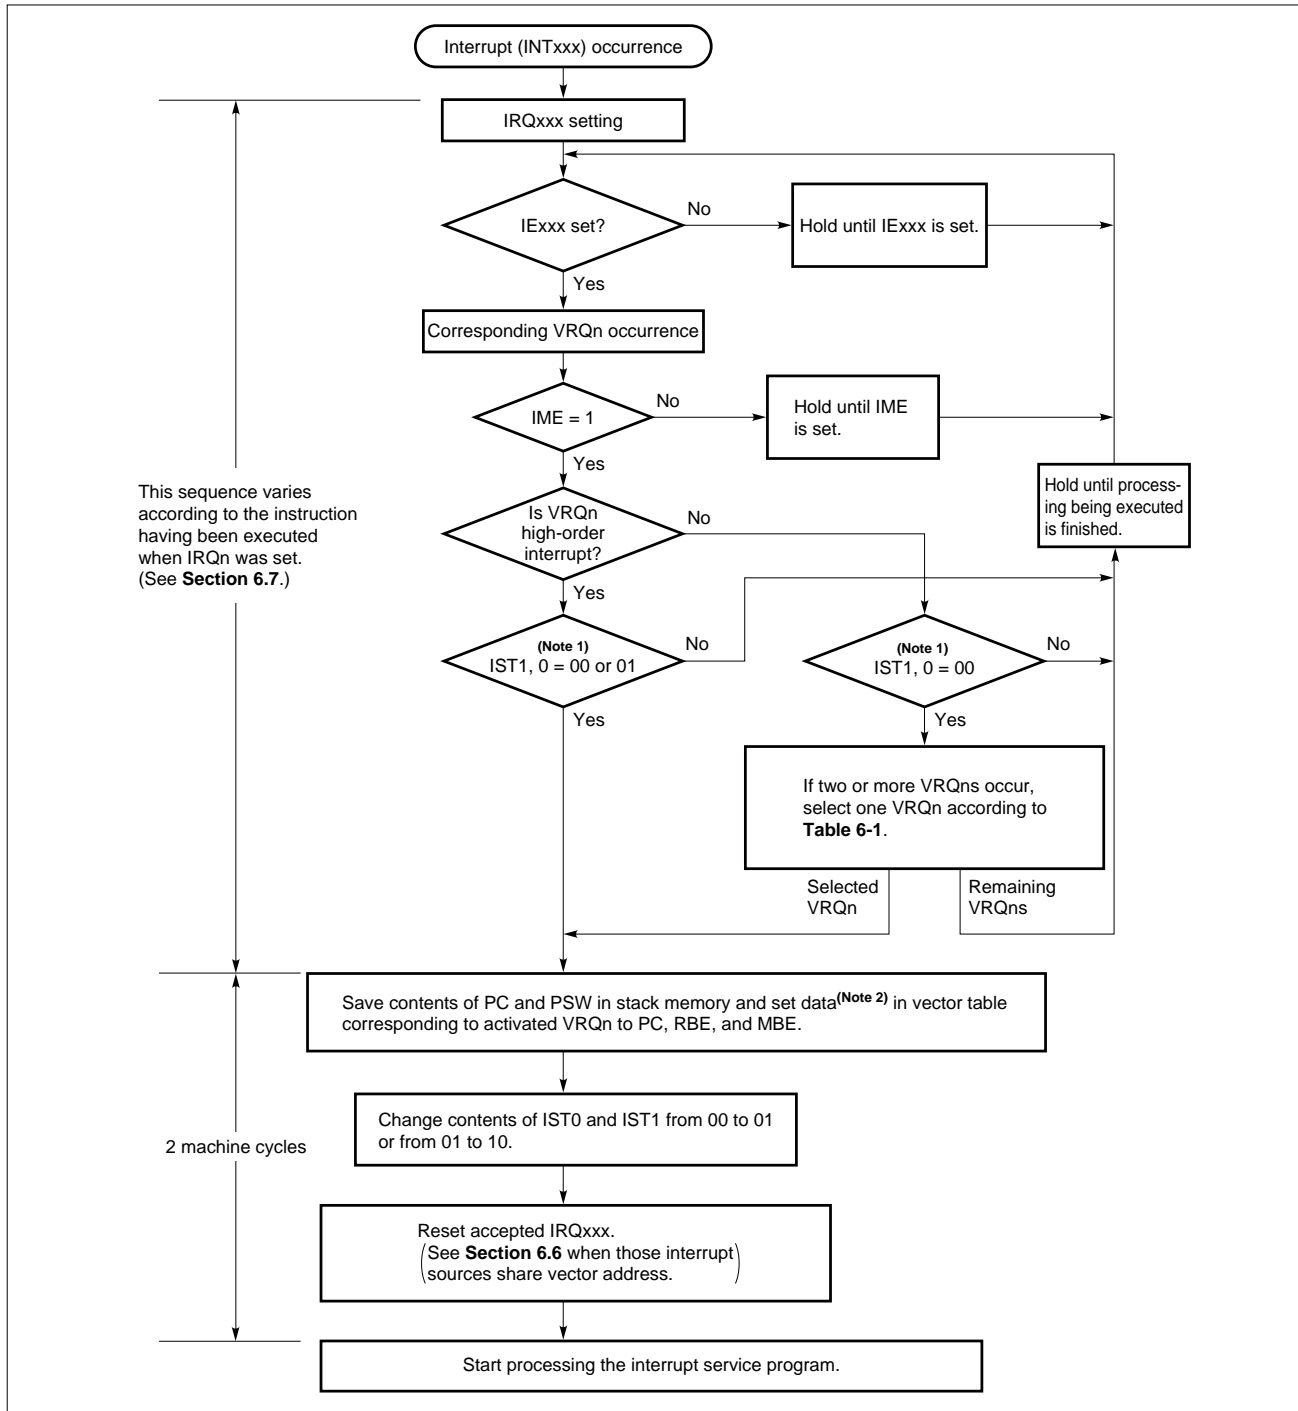 Interrupt (INTxxx) occurrence
IRQxxx setting
IExxx set?
No
Hold until IExxx is set.
Yes
Corresponding VRQn occurrence
IME = 1
No
Hold until IME
is set.
Yes
Hold until process-
ing being executed
is finished.
This sequence varies
according to the instruction
having been executed
when IRQn was set.
(See Section 6.7.)
Is VRQn
high-order
interrupt?
No
Yes
(Note 1)
IST1, 0 = 00 or 01
No
(Note 1)
IST1, 0 = 00
No
Yes
Yes
If two or more VRQns occur,
select one VRQn according to
Table 6-1.
Selected
VRQn
Remaining
VRQns
Save contents of PC and PSW in stack memory and set data(Note 2) in vector table
corresponding to activated VRQn to PC, RBE, and MBE.
Change contents of IST0 and IST1 from 00 to 01
or from 01 to 10.
2 machine cycles
Reset accepted IRQxxx.
(See Section 6.6 when those interrupt
sources share vector address.)
Start processing the interrupt service program.